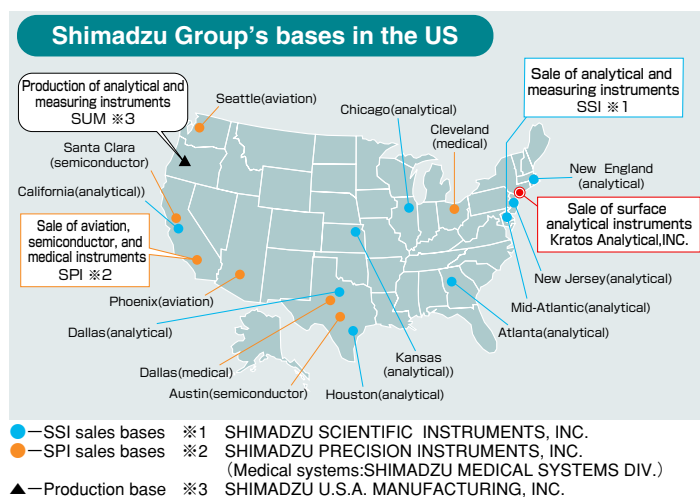 Shimadzu Group's bases in the US
Production of analytical and
measuring instruments
SUM ※3
Seattle(aviation)
Chicago(analytical)
Sale of analytical and
measuring instruments
SSI ※1
Cleveland
(medical)
Santa Clara
(semiconductor)
New England
(analytical)
California(analytical))
Sale of surface
analytical instruments
Kratos Analytical,INC.
Sale of aviation,
semiconductor, and
medical instruments
SPI ※2
New Jersey(analytical)
Phoenix(aviation)
Mid-Atlantic(analytical)
Dallas(analytical)
Atlanta(analytical)
Kansas
(analytical))
Dallas(medical)
Austin(semiconductor)
Houston(analytical)
●—SSI sales bases ※1 SHIMADZU SCIENTIFIC INSTRUMENTS, INC.
●—SPI sales bases ※2 SHIMADZU PRECISION INSTRUMENTS, INC.
(Medical systems:SHIMADZU MEDICAL SYSTEMS DIV.)
▲—Production base ※3 SHIMADZU U.S.A. MANUFACTURING, INC.